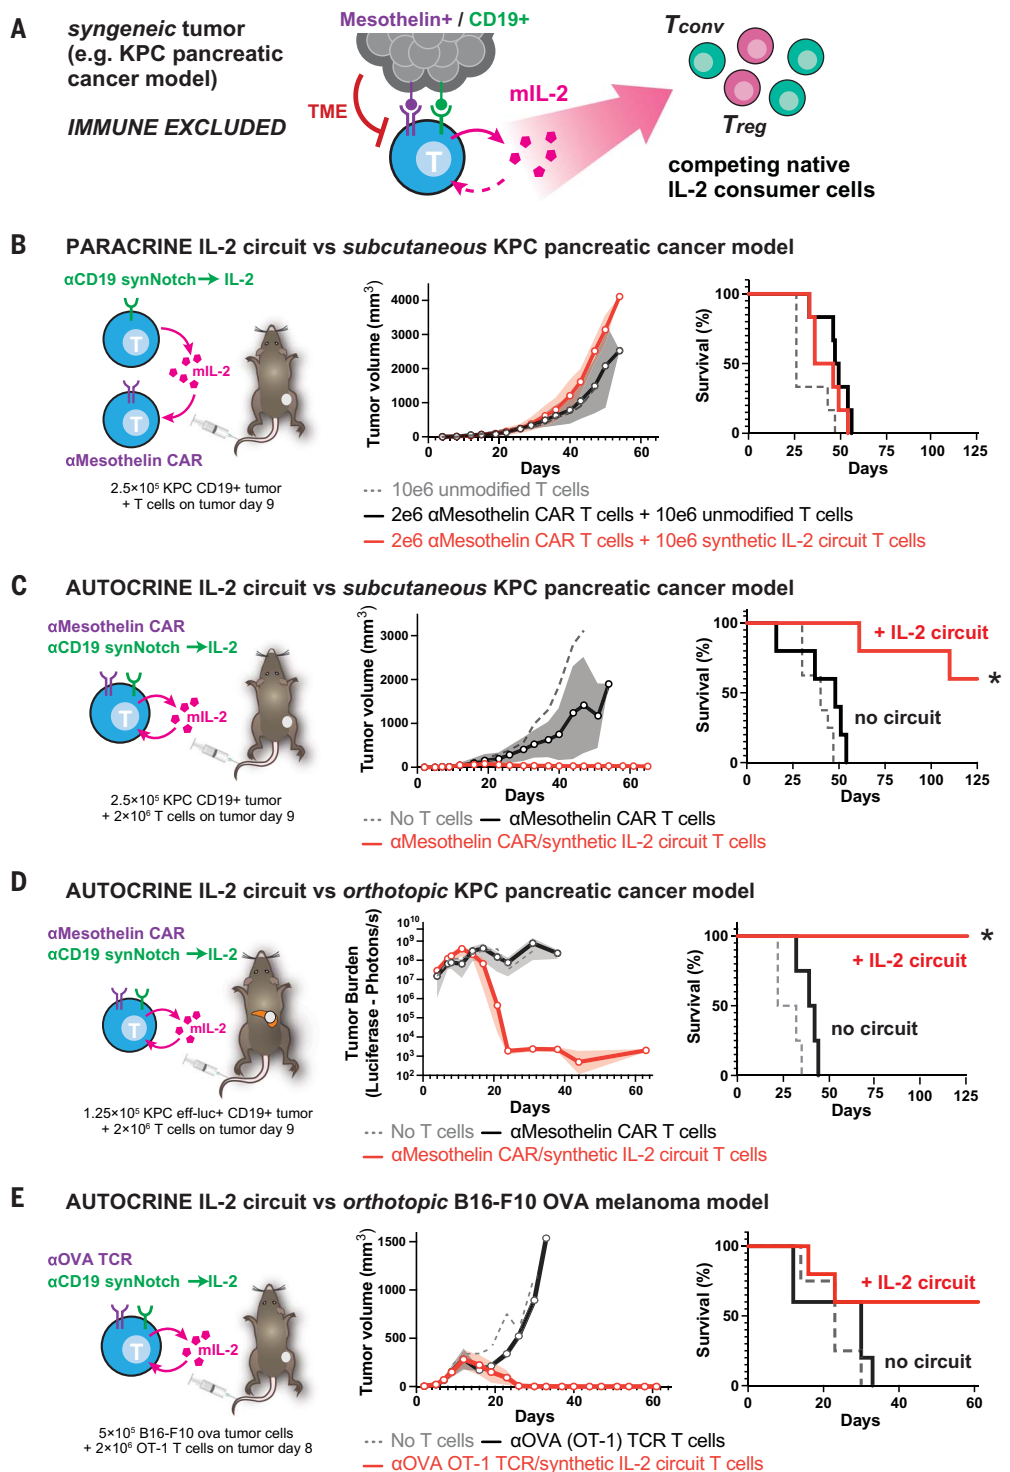 A
syngeneic tumor
(e.g. KPC pancreatic
cancer model)
IMMUNE EXCLUDED
Mesothelin+ / CD19+
TME
T
mIL-2
Tconv
Treg
competing native
IL-2 consumer cells
B PARACRINE IL-2 circuit vs subcutaneous KPC pancreatic cancer model
αCD19 synNotch → IL-2
T
mIL-2
T
αMesothelin CAR
2.5×10⁵ KPC CD19+ tumor
+ T cells on tumor day 9
Tumor volume (mm³)
4000
3000
2000
1000
0
0 20 40 60
Days
Survival (%)
100
50
0
0 25 50 75 100 125
Days
10e6 unmodified T cells
2e6 αMesothelin CAR T cells + 10e6 unmodified T cells
2e6 αMesothelin CAR T cells + 10e6 synthetic IL-2 circuit T cells
C AUTOCRINE IL-2 circuit vs subcutaneous KPC pancreatic cancer model
αMesothelin CAR
αCD19 synNotch → IL-2
T
mIL-2
2.5×10⁵ KPC CD19+ tumor
+ 2×10⁶ T cells on tumor day 9
Tumor volume (mm³)
3000
2000
1000
0
0 20 40 60
Days
Survival (%)
100
50
0
+ IL-2 circuit
*
no circuit
0 25 50 75 100 125
Days
No T cells αMesothelin CAR T cells
αMesothelin CAR/synthetic IL-2 circuit T cells
D AUTOCRINE IL-2 circuit vs orthotopic KPC pancreatic cancer model
αMesothelin CAR
αCD19 synNotch → IL-2
T
mIL-2
1.25×10⁵ KPC eff-luc+ CD19+ tumor
+ 2×10⁶ T cells on tumor day 9
Tumor Burden
(Luciferase - Photons/s)
10¹⁰
10⁹
10⁸
10⁷
10⁶
10⁵
10⁴
10³
10²
0 20 40 60
Days
Survival (%)
100
50
0
*
+ IL-2 circuit
no circuit
0 25 75 100 125
Days
No T cells αMesothelin CAR T cells
αMesothelin CAR/synthetic IL-2 circuit T cells
E AUTOCRINE IL-2 circuit vs orthotopic B16-F10 OVA melanoma model
αOVA TCR
αCD19 synNotch → IL-2
T
mIL-2
5×10⁵ B16-F10 ova tumor cells
+ 2×10⁶ OT-1 T cells on tumor day 8
Tumor volume (mm³)
1500
1000
500
0
0 20 40 60
Days
Survival (%)
100
50
0
+ IL-2 circuit
no circuit
0 20 40 60
Days
No T cells αOVA (OT-1) TCR T cells
αOVA OT-1 TCR/synthetic IL-2 circuit T cells